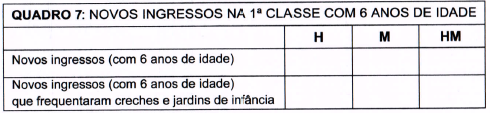 QUADRO 7: NOVOS INGRESSOS NA 1ª CLASSE COM 6 ANOS DE IDADE
H M HM
Novos ingressos (com 6 anos de idade)
Novos ingressos (com 6 anos de idade)
que frequentaram creches e jardins de infância